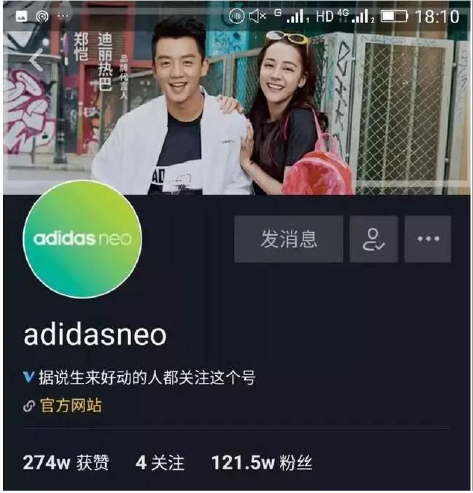 G 1 HD 4G 2 18:10
郑恺
迪丽热巴
品牌代言人
adidas neo
发消息
adidasneo
据说生来好动的人都关注这个号
官方网站
274w 获赞 4 关注 121.5w 粉丝